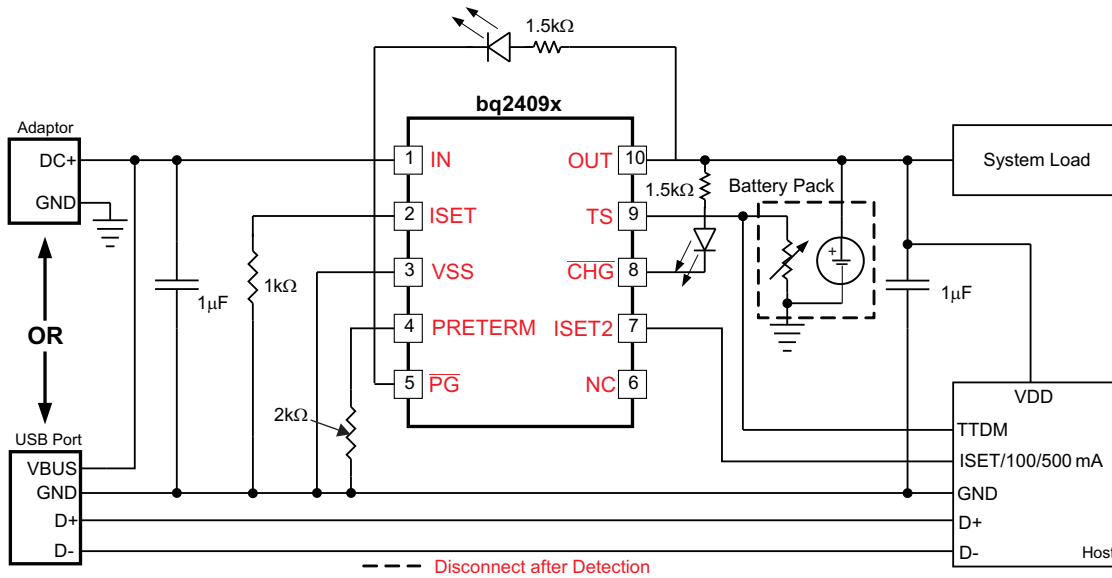 1.5kΩ
bq2409x
Adaptor
DC+
GND
1 IN
OUT 10
System Load
1.5kΩ
Battery Pack
2 ISET
TS 9
3 VSS
CHG 8
+
1kΩ
1µF
1µF
OR
4 PRETERM
ISET2 7
5 PG
NC 6
VDD
2kΩ
USB Port
TTDM
VBUS
ISET/100/500 mA
GND
GND
D+
D+
D-
D-
Host
Disconnect after Detection